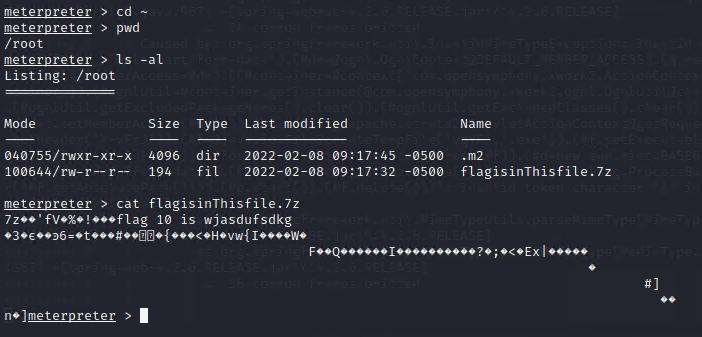 meterpreter > cd ~
meterpreter > pwd
/root
meterpreter > ls -al
Listing: /root
==============
Mode Size Type Last modified Name
---- ---- ---- ------------- ----
040755/rwxr-xr-x 4096 dir 2022-02-08 09:17:45 -0500 .m2
100644/rw-r--r-- 194 fil 2022-02-08 09:17:32 -0500 flagisinThisfile.7z
meterpreter > cat flagisinThisfile.7z
7z��'fV�%�!���flag 10 is wjasdufsdkg
�3�є��э6=�t���#���{���<�H�vw{I����W�
F��Q������I����������?�;�<�Ex|�����
�
#]
��
n�]meterpreter >